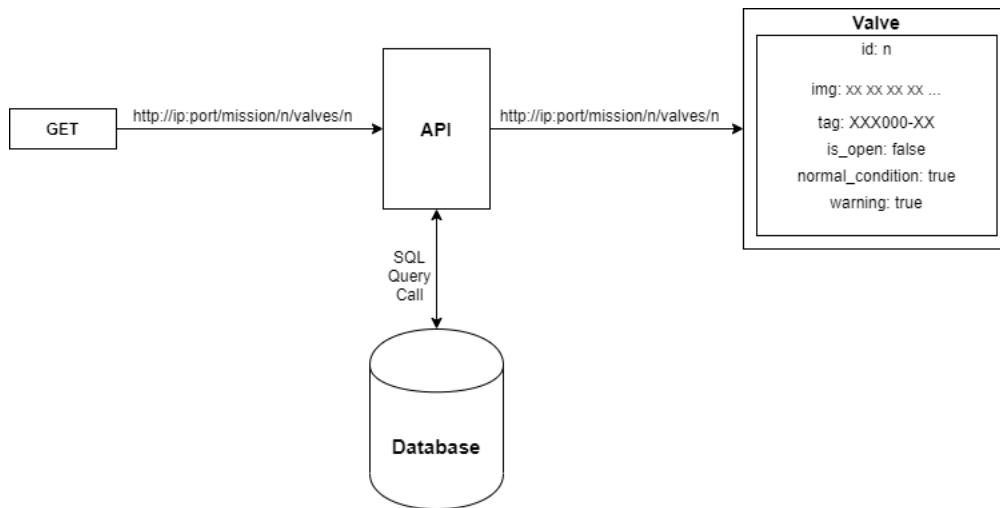 GET
http://ip:port/mission/n/valves/n
API
http://ip:port/mission/n/valves/n
Valve
id: n
img: xx xx xx xx ...
tag: XXX000-XX
is_open: false
normal_condition: true
warning: true
SQL
Query
Call
Database